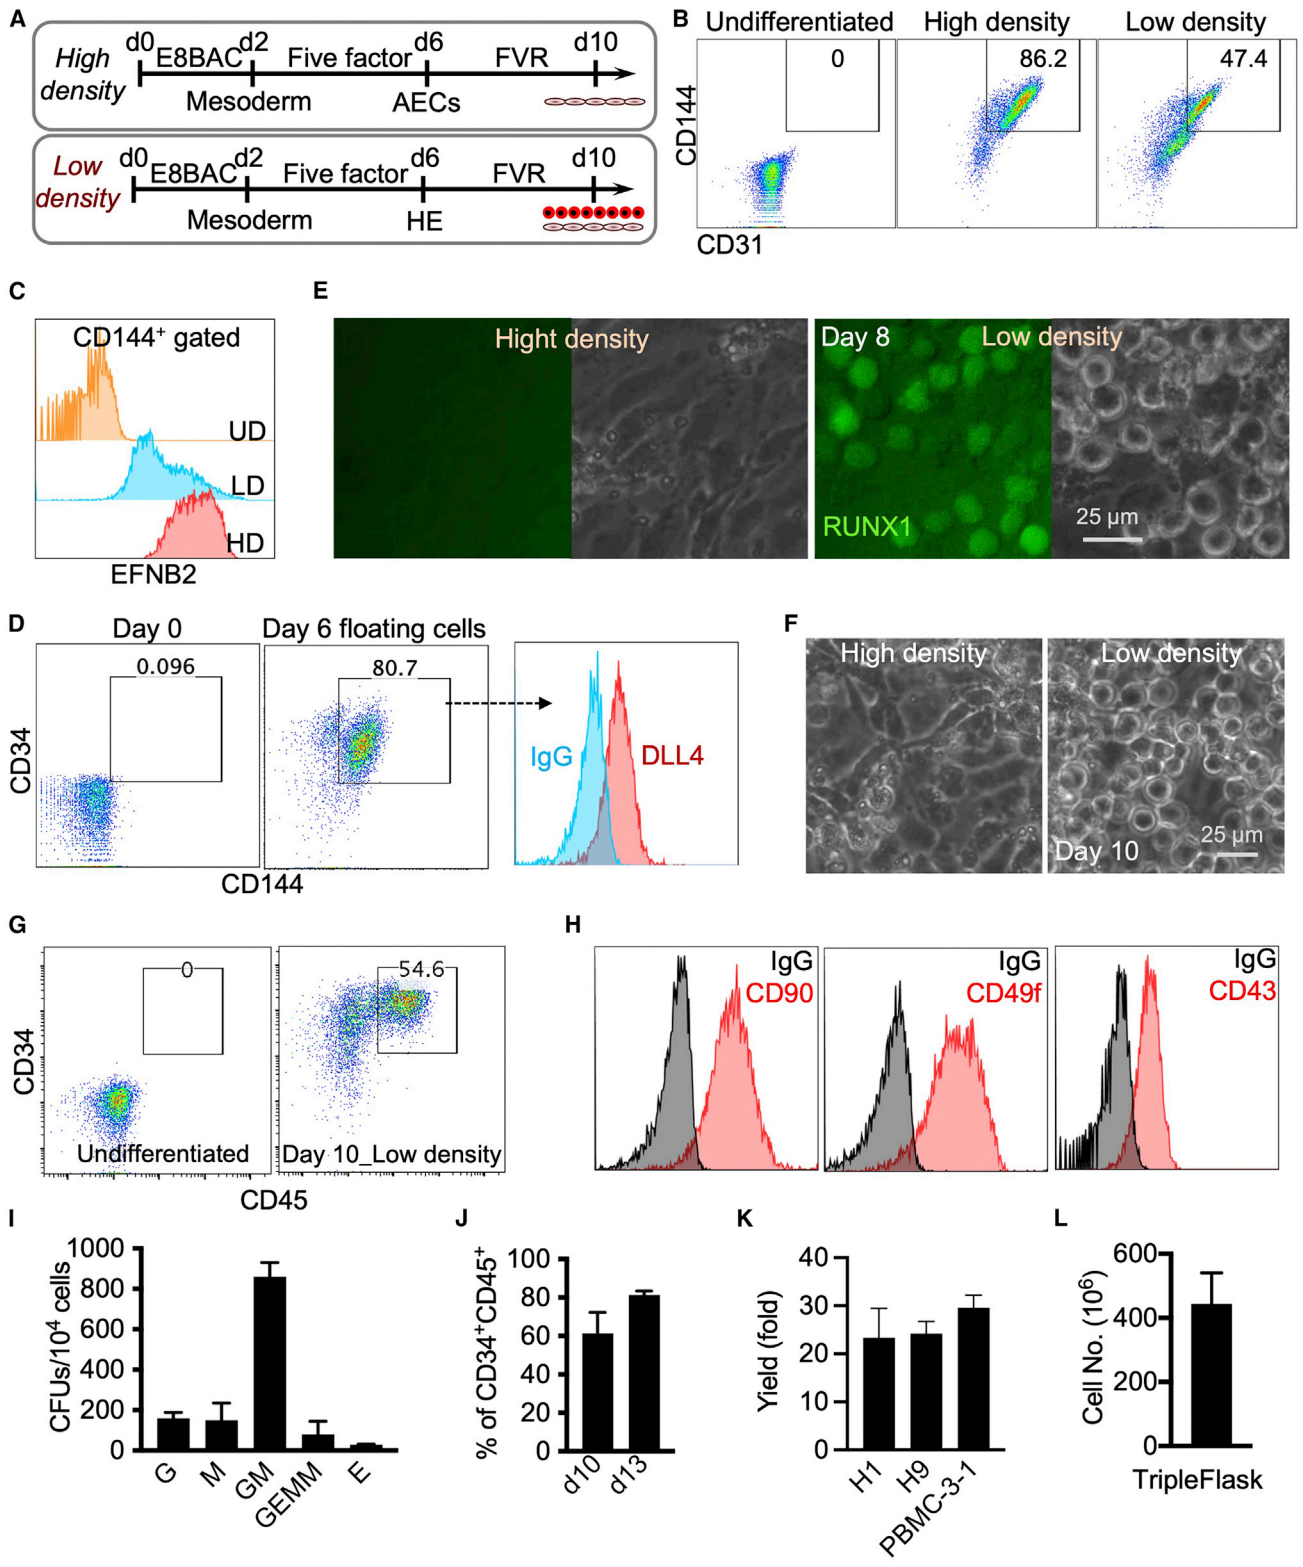 A
High density
d0 E8BAC d2 Five factor d6 FVR d10
Mesoderm AECs
Low density
d0 E8BAC d2 Five factor d6 FVR d10
Mesoderm HE
B
Undifferentiated High density Low density
0 86.2 47.4
CD144
CD31
C
CD144⁺ gated
UD
LD
HD
EFNB2
E
Hight density
Day 8 Low density
RUNX1
25 µm
D
Day 0 Day 6 floating cells
0.096 80.7
CD34
CD144
IgG DLL4
F
High density Low density
Day 10
25 µm
G
0 54.6
CD34
Undifferentiated Day 10_Low density
CD45
H
IgG
CD90
IgG
CD49f
IgG
CD43
I
CFUs/10⁴ cells
1000
800
600
400
200
0
G M GM GEMM E
J
% of CD34⁺CD45⁺
100
80
60
40
20
0
d10 d13
K
Yield (fold)
40
30
20
10
0
H1 H9 PBMC-3-1
L
Cell No. (10⁶)
600
400
200
0
TripleFlask